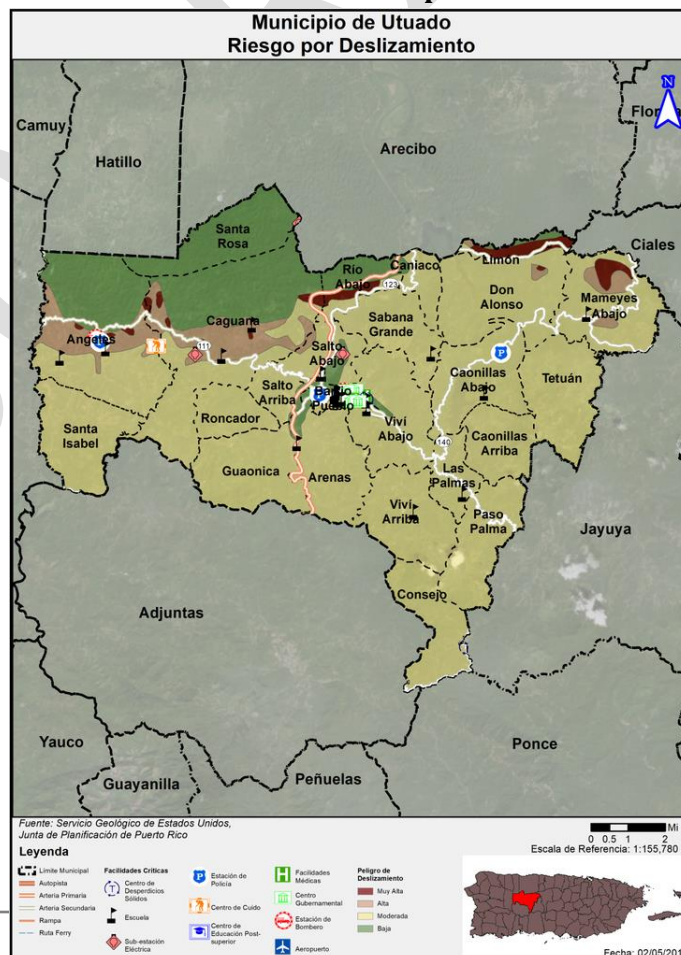 Municipio de Utuado
Riesgo por Deslizamiento
N
Camuy
Hatillo
Arecibo
Ciales
Santa
Rosa
Río
Abajo
Caniaco
Limón
123
Don
Alonso
Mameyes
Abajo
Caguana
Sabana
Grande
Angeles
111
Salto
Abajo
P
Caonillas
Abajo
Tetuán
Salto
Arriba
Barrio
Pueblo
Santa
Isabel
Roncador
Viví
Abajo
140
Caonillas
Arriba
Guaonica
Arenas
Las
Palmas
Viví
Arriba
Paso
Palma
Jayuya
Consejo
Adjuntas
Yauco
Ponce
Guayanilla
Peñuelas
Fuente: Servicio Geológico de Estados Unidos,
Junta de Planificación de Puerto Rico
Mi
0 0.5 1 2
Escala de Referencia: 1:155,780
Leyenda
Límite Municipal
Autopista
Arteria Primaria
Arteria Secundaria
Rampa
Ruta Ferry
Facilidades Críticas
Centro de
Desperdicios
Sólidos
Escuela
Sub-estación
Eléctrica
P
Estación de
Policía
Centro de Cuido
Centro de
Educación Post-
superior
H
Facilidades
Médicas
Centro
Gubernamental
Estación de
Bombero
Aeropuerto
Peligro de
Deslizamiento
Muy Alta
Alta
Moderada
Baja